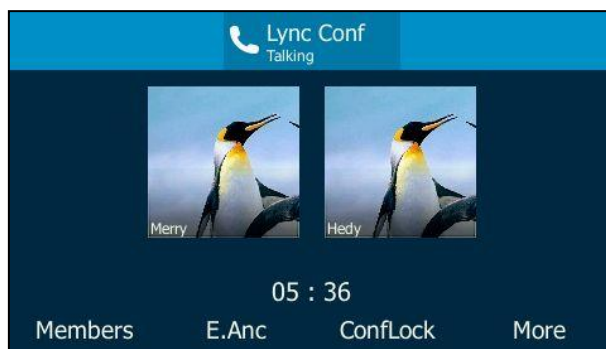 Lync Conf
Talking
Merry Hedy
05 : 36
Members E.Anc ConfLock More